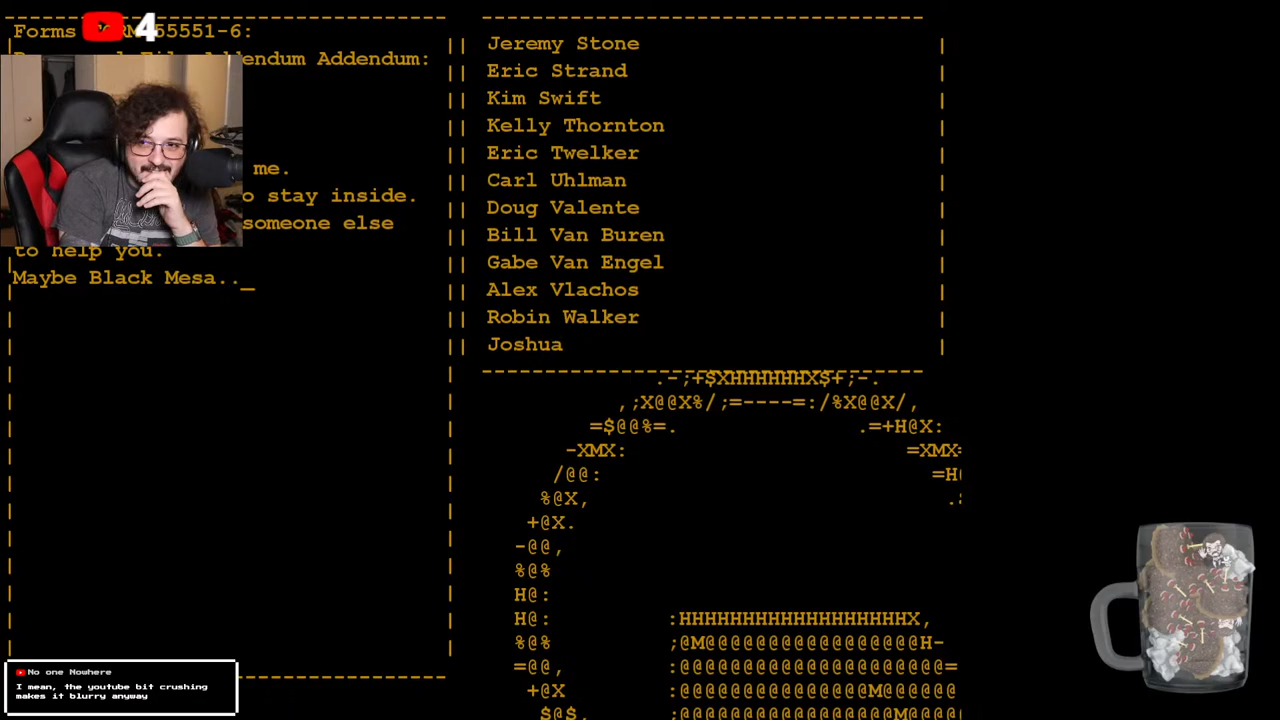 Forms FORM-55551-6:
Addendum Addendum:
me.
o stay inside.
someone else
to help you.
Maybe Black Mesa.._
Jeremy Stone
Eric Strand
Kim Swift
Kelly Thornton
Eric Twelker
Carl Uhlman
Doug Valente
Bill Van Buren
Gabe Van Engel
Alex Vlachos
Robin Walker
Joshua
4
No one Nowhere
I mean, the youtube bit crushing
makes it blurry anyway